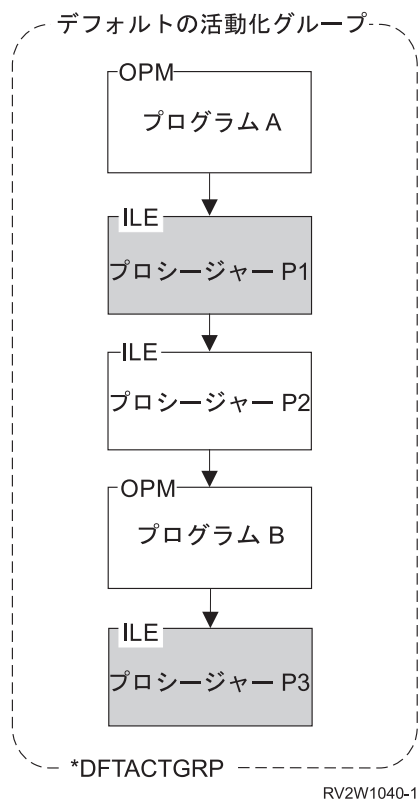 デフォルトの活動化グループ
OPM
プログラム A
ILE
プロシージャー P1
ILE
プロシージャー P2
OPM
プログラム B
ILE
プロシージャー P3
*DFTACTGRP
RV2W1040-1